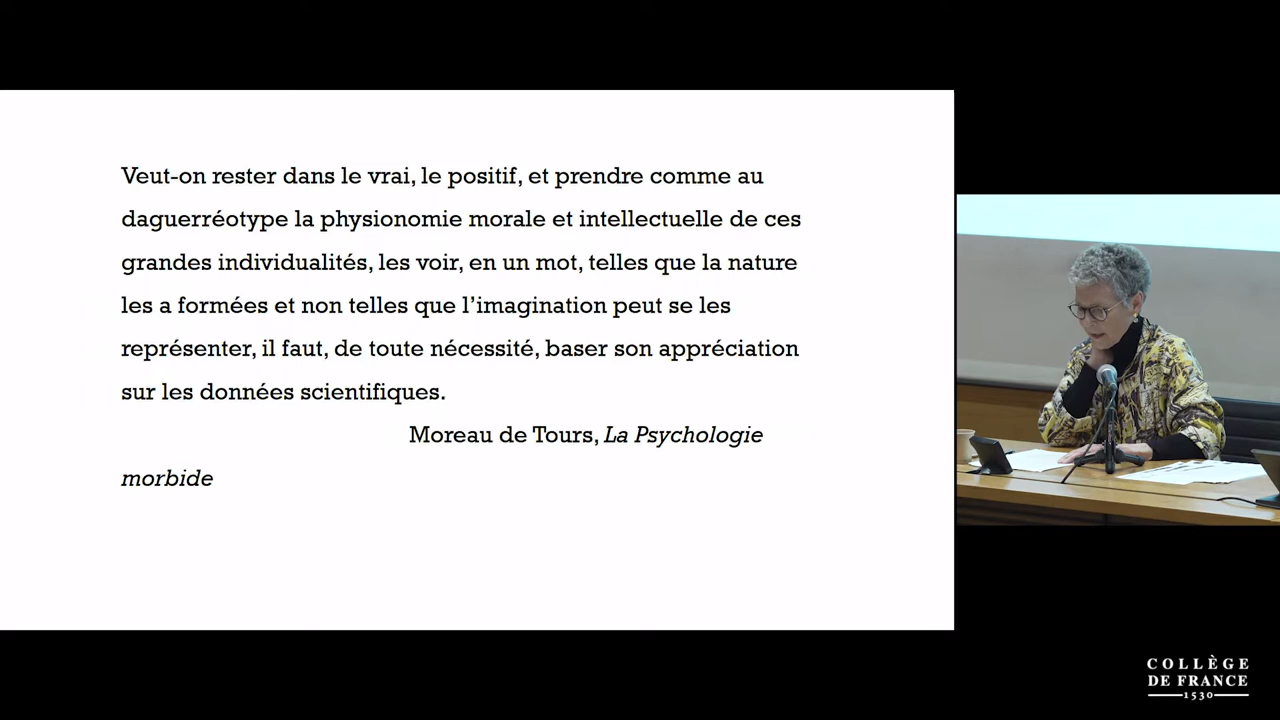 Veut-on rester dans le vrai, le positif, et prendre comme au
daguerréotype la physionomie morale et intellectuelle de ces
grandes individualités, les voir, en un mot, telles que la nature
les a formées et non telles que l’imagination peut se les
représenter, il faut, de toute nécessité, baser son appréciation
sur les données scientifiques.
Moreau de Tours, La Psychologie
morbide
COLLÈGE
DE FRANCE
1530